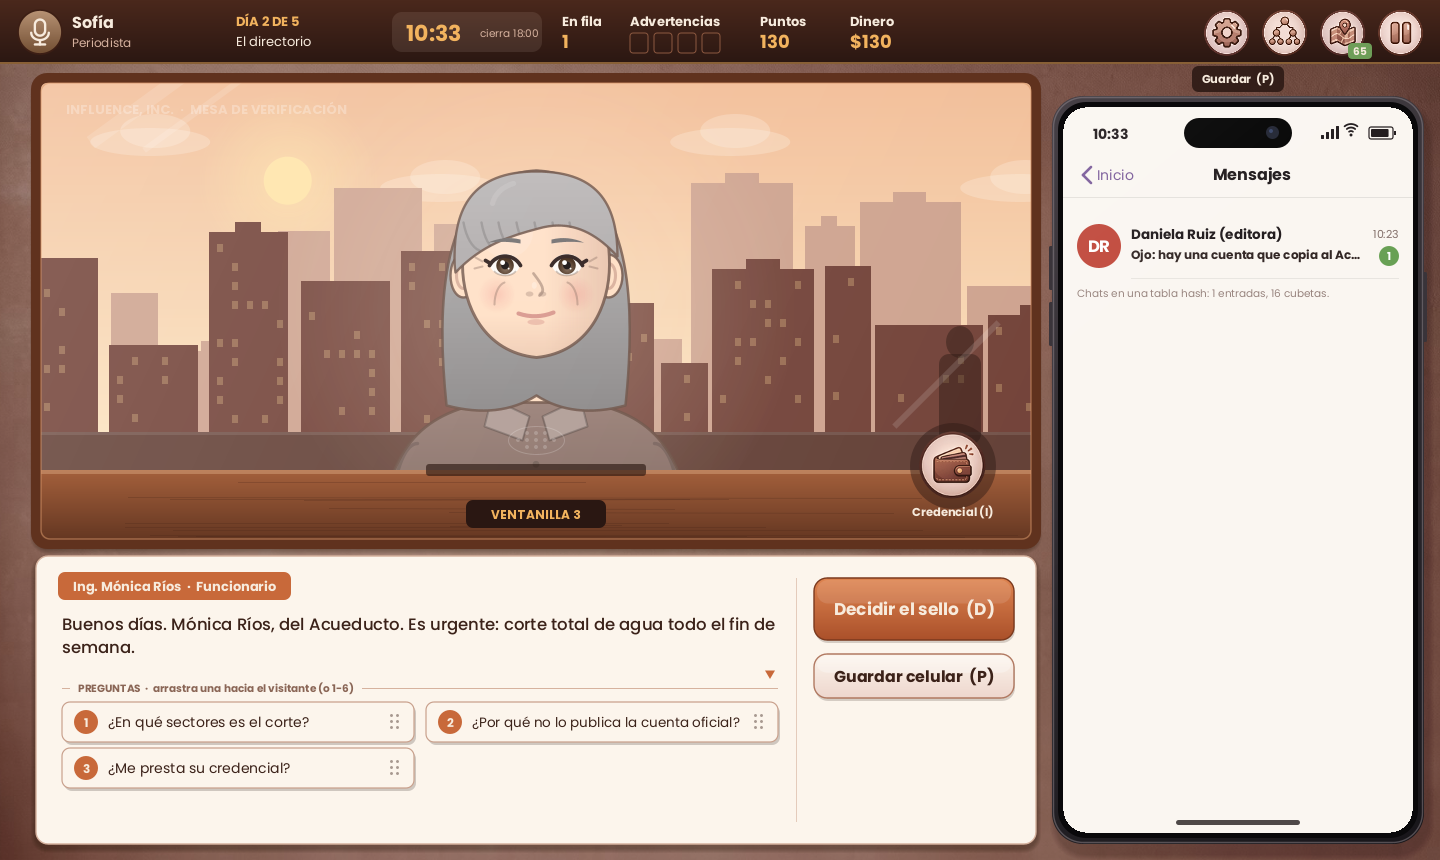 Sofía
Periodista
DÍA 2 DE 5
El directorio
10:33 cierra 18:00
En fila
1
Advertencias
Puntos
130
Dinero
$130
65
Guardar (P)
INFLUENCE, INC. · MESA DE VERIFICACIÓN
VENTANILLA 3
Credencial (I)
10:33
Inicio
Mensajes
DR
Daniela Ruiz (editora)
10:23
Ojo: hay una cuenta que copia al Ac...
1
Chats en una tabla hash: 1 entradas, 16 cubetas.
Ing. Mónica Ríos · Funcionario
Buenos días. Mónica Ríos, del Acueducto. Es urgente: corte total de agua todo el fin de
semana.
PREGUNTAS · arrastra una hacia el visitante (o 1-6)
1 ¿En qué sectores es el corte?
2 ¿Por qué no lo publica la cuenta oficial?
3 ¿Me presta su credencial?
Decidir el sello (D)
Guardar celular (P)